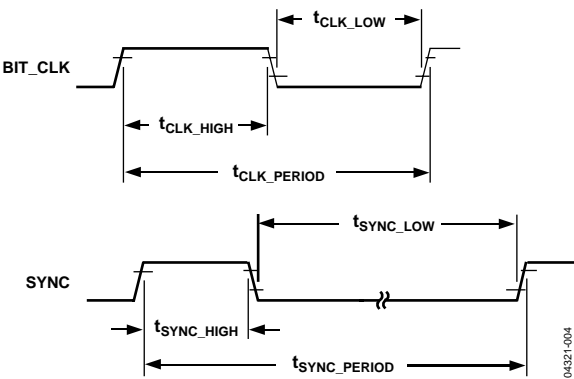 tCLK_LOW
BIT_CLK
tCLK_HIGH
tCLK_PERIOD
tSYNC_LOW
SYNC
tSYNC_HIGH
tSYNC_PERIOD
04321-004